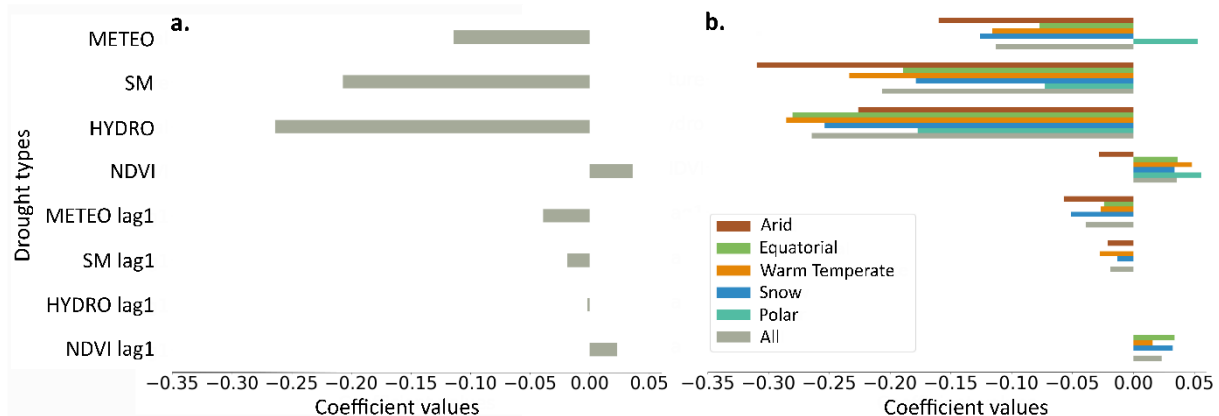 a.
METEO
SM
HYDRO
NDVI
METEO lag1
SM lag1
HYDRO lag1
NDVI lag1
Drought types
−0.35 −0.30 −0.25 −0.20 −0.15 −0.10 −0.05 0.00 0.05
Coefficient values
b.
Arid
Equatorial
Warm Temperate
Snow
Polar
All
−0.35 −0.30 −0.25 −0.20 −0.15 −0.10 −0.05 0.00 0.05
Coefficient values